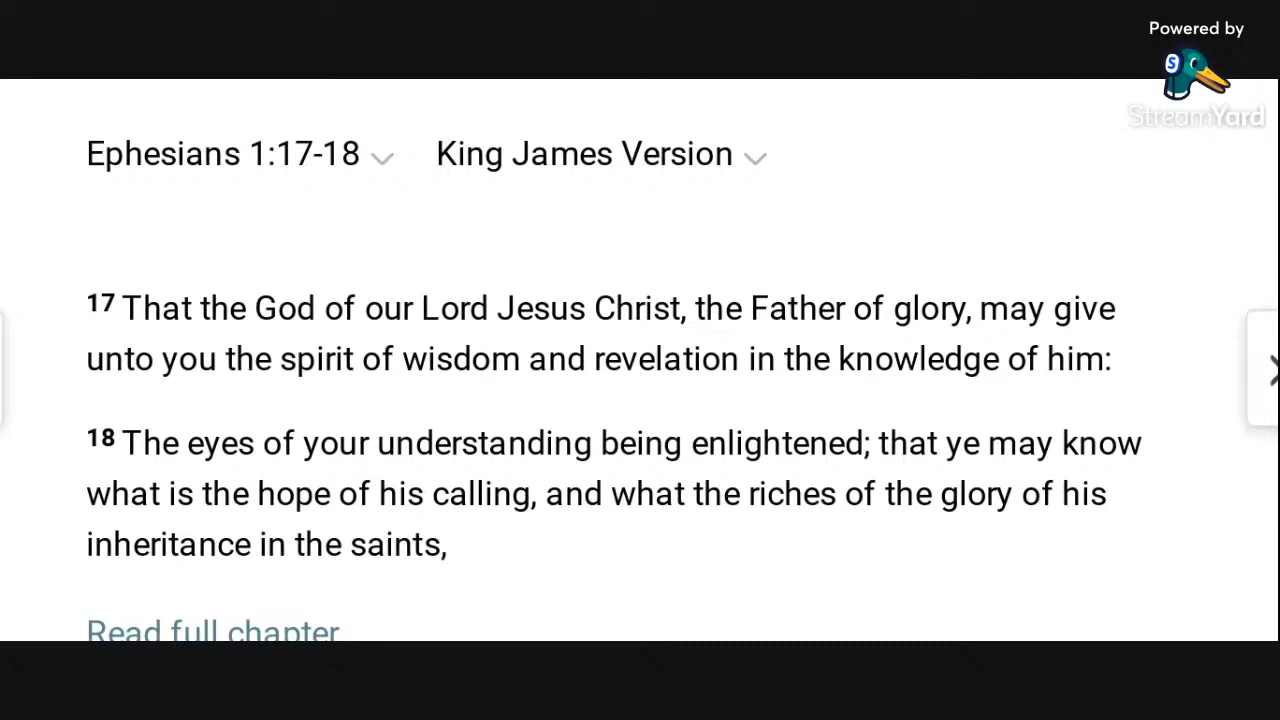 Powered by
S
StreamYard
Ephesians 1:17-18 King James Version
17 That the God of our Lord Jesus Christ, the Father of glory, may give
unto you the spirit of wisdom and revelation in the knowledge of him:
18 The eyes of your understanding being enlightened; that ye may know
what is the hope of his calling, and what the riches of the glory of his
inheritance in the saints,
Read full chapter